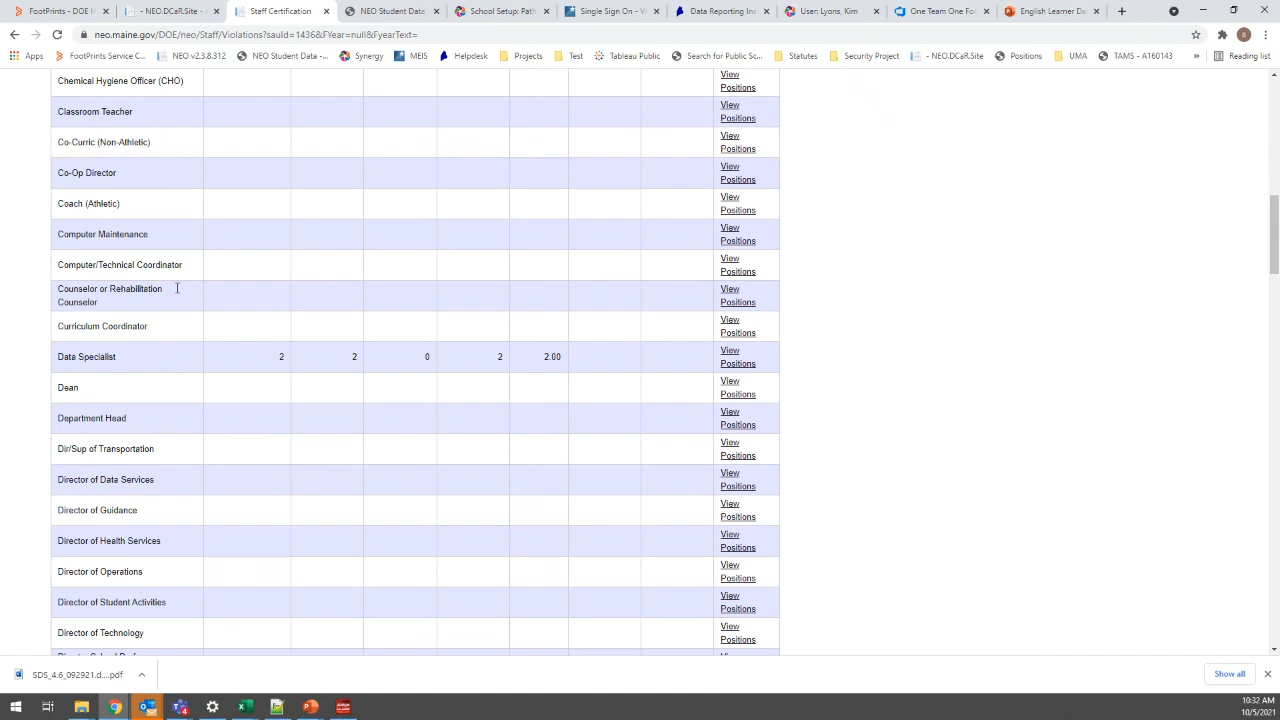 FootPrints - DOE H
- NEO.DCaR.Site - 
Staff Certification
NEO Student Data
School Setup: Path
Single Sign On - V
Data Reporting Ins
User: Lyons, Kim
One Team One Foc
English Learner Da
neo.maine.gov/DOE/neo/Staff/Violations?sauId=1436&FYear=null&FyearText=
Apps
FootPrints Service C...
NEO v2.3.8.312
NEO Student Data -...
Synergy
MEIS
Helpdesk
Projects
Test
Tableau Public
Search for Public Sc...
Statutes
Security Project
- NEO.DCaR.Site
Positions
UMA
TAMS - A160143
»
Reading list
Chemical Hygiene Officer (CHO) View
Positions
Classroom Teacher View
Positions
Co-Curric (Non-Athletic) View
Positions
Co-Op Director View
Positions
Coach (Athletic) View
Positions
Computer Maintenance View
Positions
Computer/Technical Coordinator View
Positions
Counselor or Rehabilitation View
Counselor Positions
Curriculum Coordinator View
Positions
Data Specialist 2 2 0 2 2.00 View
Positions
Dean View
Positions
Department Head View
Positions
Dir/Sup of Transportation View
Positions
Director of Data Services View
Positions
Director of Guidance View
Positions
Director of Health Services View
Positions
Director of Operations View
Positions
Director of Student Activities View
Positions
Director of Technology View
Positions
SDS_4.6_092921.d....pdf
Show all
10:32 AM
10/5/2021